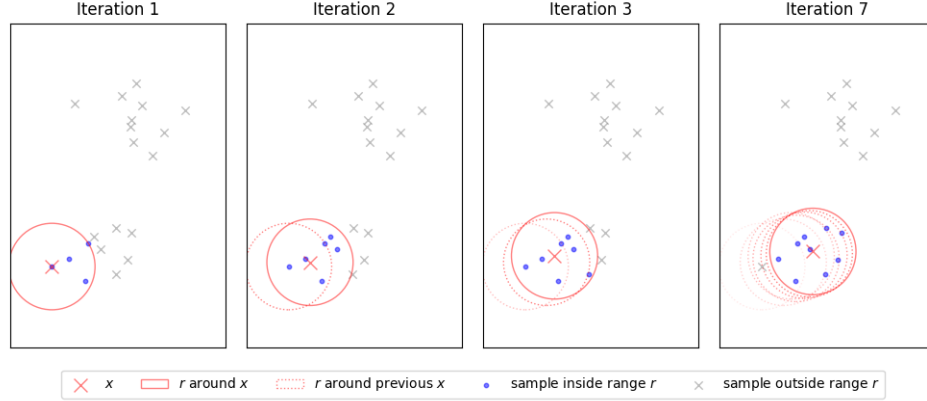 Iteration 1
Iteration 2
Iteration 3
Iteration 7
x
r around x
r around previous x
sample inside range r
sample outside range r